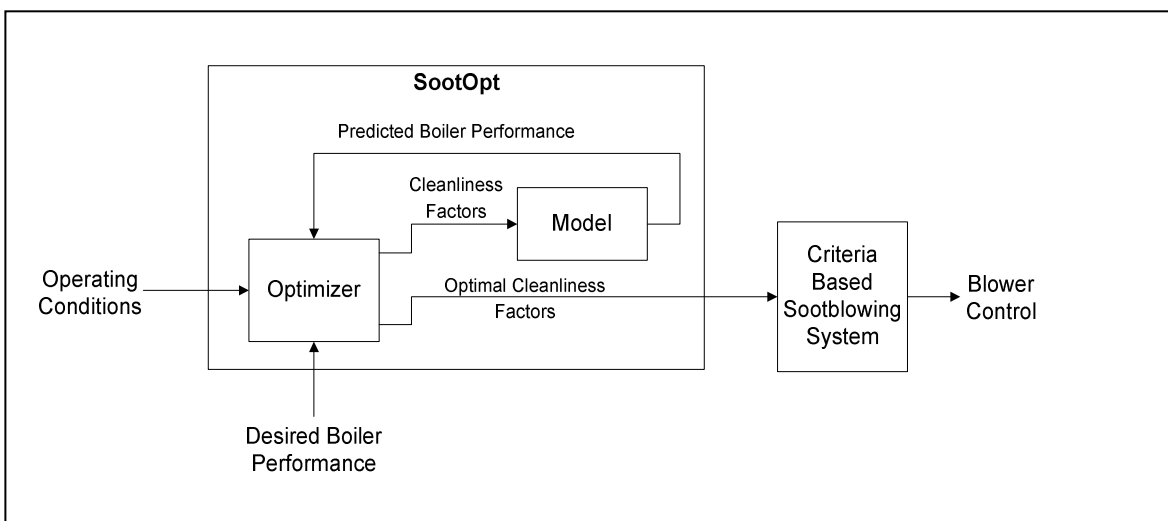 SootOpt
Predicted Boiler Performance
Cleanliness
Factors
Model
Operating
Conditions
Optimizer
Optimal Cleanliness
Factors
Criteria
Based
Sootblowing
System
Blower
Control
Desired Boiler
Performance